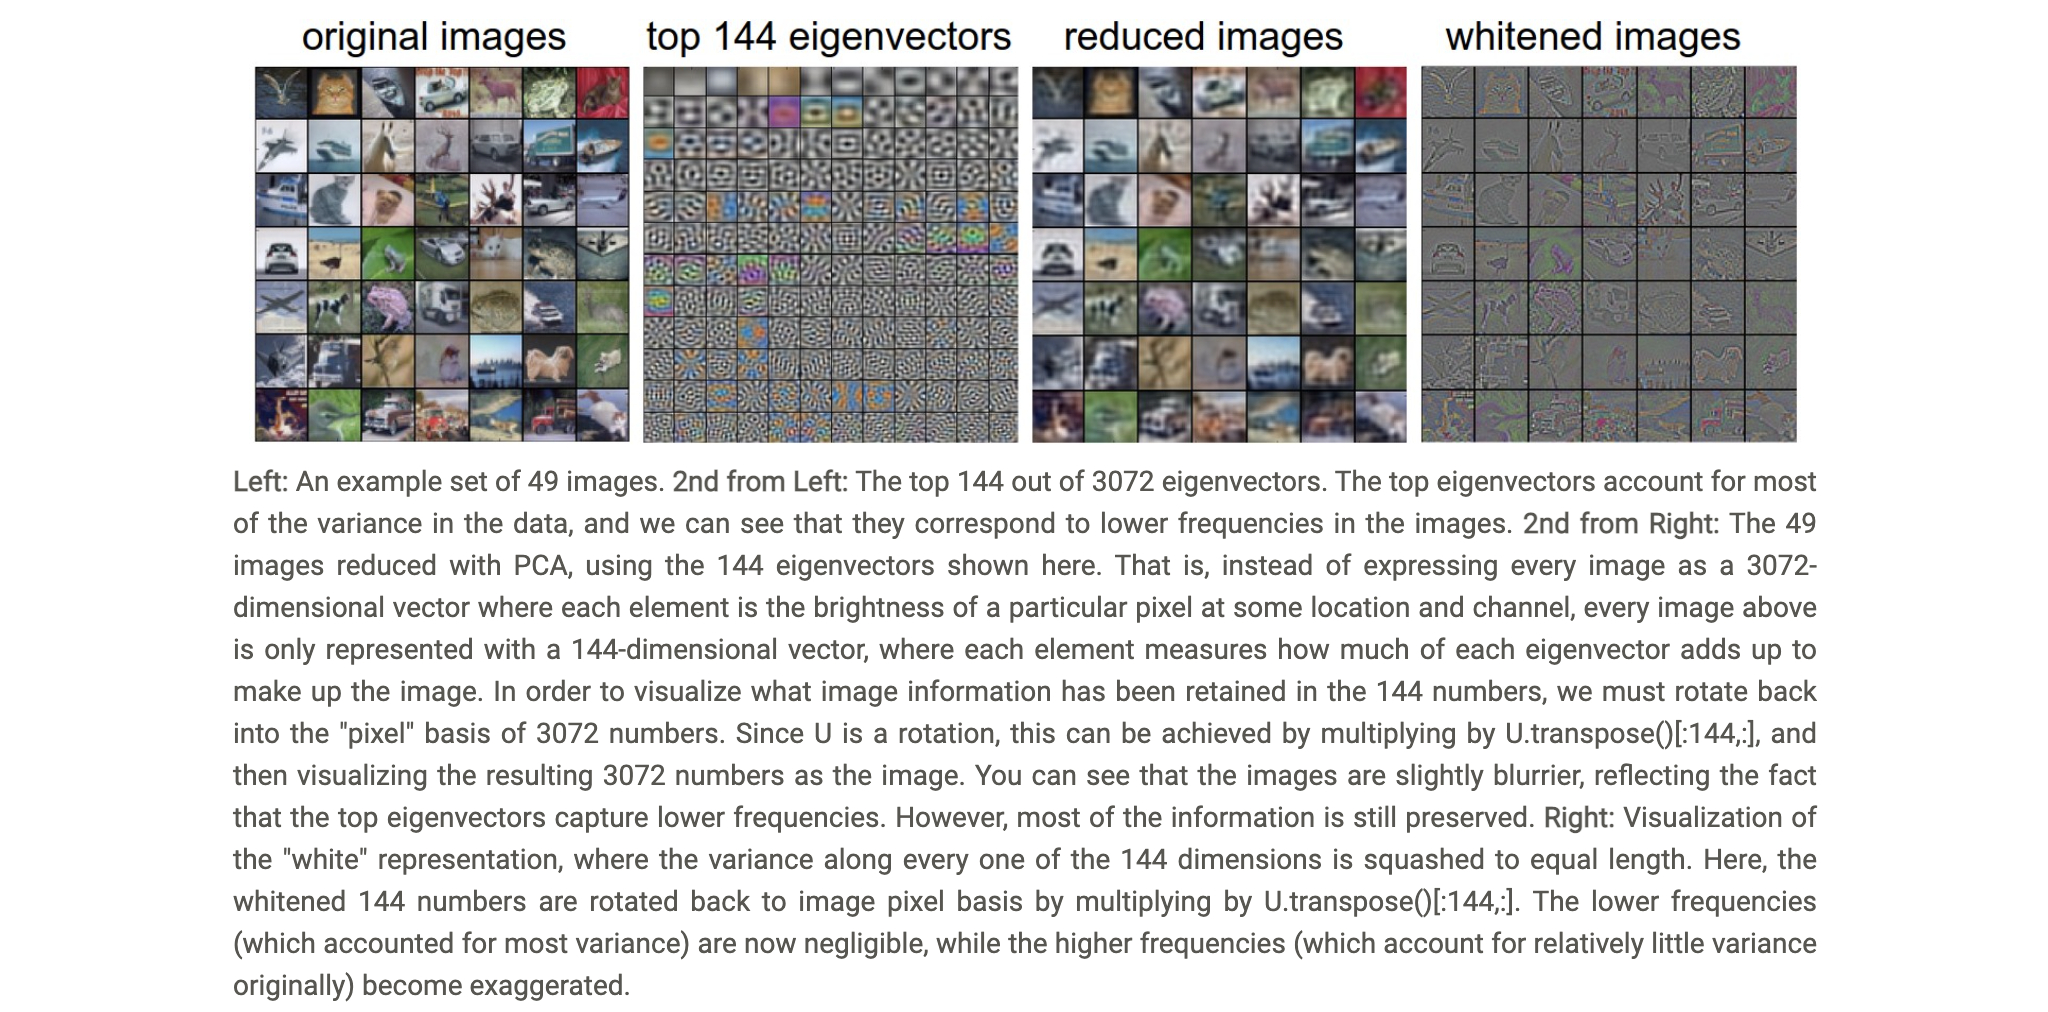 original images
top 144 eigenvectors
reduced images
whitened images
Left: An example set of 49 images. 2nd from Left: The top 144 out of 3072 eigenvectors. The top eigenvectors account for most
of the variance in the data, and we can see that they correspond to lower frequencies in the images. 2nd from Right: The 49
images reduced with PCA, using the 144 eigenvectors shown here. That is, instead of expressing every image as a 3072-
dimensional vector where each element is the brightness of a particular pixel at some location and channel, every image above
is only represented with a 144-dimensional vector, where each element measures how much of each eigenvector adds up to
make up the image. In order to visualize what image information has been retained in the 144 numbers, we must rotate back
into the "pixel" basis of 3072 numbers. Since U is a rotation, this can be achieved by multiplying by U.transpose()[:144,:], and
then visualizing the resulting 3072 numbers as the image. You can see that the images are slightly blurrier, reflecting the fact
that the top eigenvectors capture lower frequencies. However, most of the information is still preserved. Right: Visualization of
the "white" representation, where the variance along every one of the 144 dimensions is squashed to equal length. Here, the
whitened 144 numbers are rotated back to image pixel basis by multiplying by U.transpose()[:144,:]. The lower frequencies
(which accounted for most variance) are now negligible, while the higher frequencies (which account for relatively little variance
originally) become exaggerated.